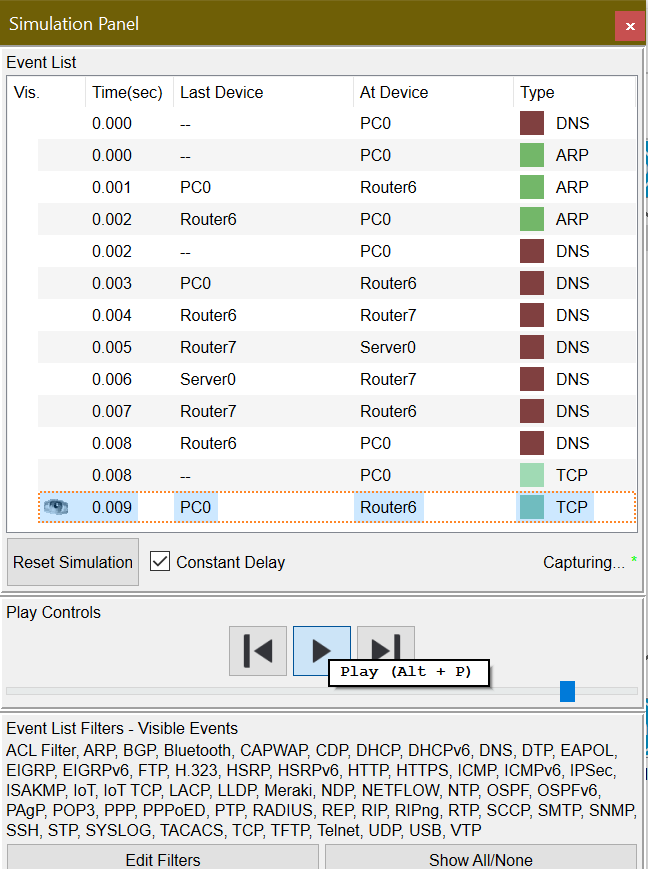 Simulation Panel
×
Event List
Vis. Time(sec) Last Device At Device Type
0.000 -- PC0 DNS
0.000 -- PC0 ARP
0.001 PC0 Router6 ARP
0.002 Router6 PC0 ARP
0.002 -- PC0 DNS
0.003 PC0 Router6 DNS
0.004 Router6 Router7 DNS
0.005 Router7 Server0 DNS
0.006 Server0 Router7 DNS
0.007 Router7 Router6 DNS
0.008 Router6 PC0 DNS
0.008 -- PC0 TCP
0.009 PC0 Router6 TCP
Reset Simulation Constant Delay Capturing... *
Play Controls
Play (Alt + P)
Event List Filters - Visible Events
ACL Filter, ARP, BGP, Bluetooth, CAPWAP, CDP, DHCP, DHCPv6, DNS, DTP, EAPOL,
EIGRP, EIGRPv6, FTP, H.323, HSRP, HSRPv6, HTTP, HTTPS, ICMP, ICMPv6, IPSec,
ISAKMP, IoT, IoT TCP, LACP, LLDP, Meraki, NDP, NETFLOW, NTP, OSPF, OSPFv6,
PAgP, POP3, PPP, PPPoED, PTP, RADIUS, REP, RIP, RIPng, RTP, SCCP, SMTP, SNMP,
SSH, STP, SYSLOG, TACACS, TCP, TFTP, Telnet, UDP, USB, VTP
Edit Filters Show All/None